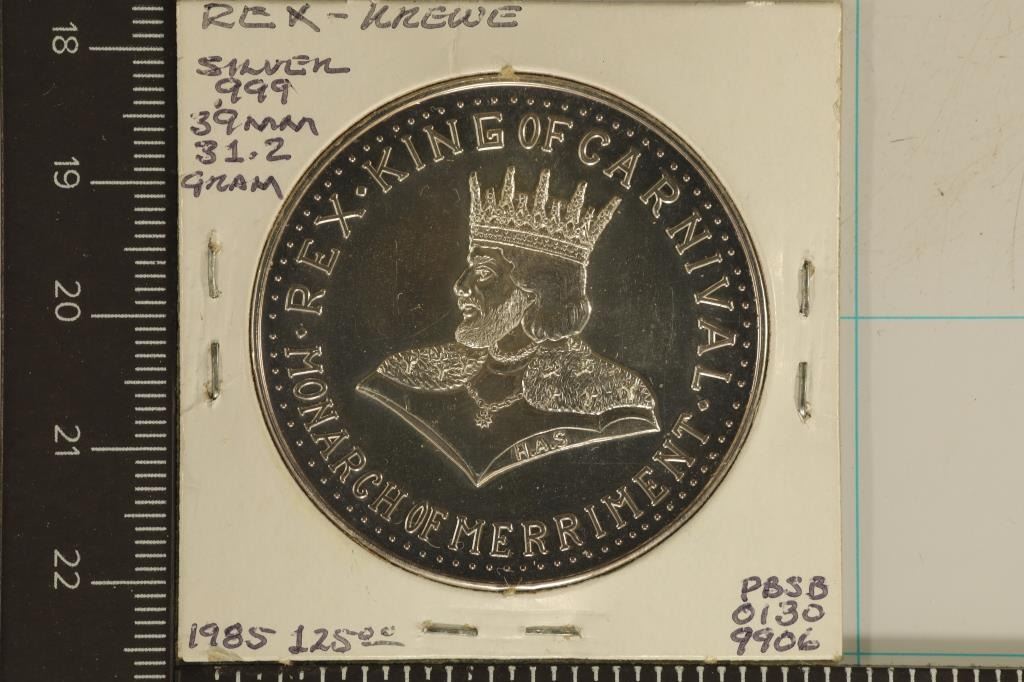 REX - KREWE
SILVER
.999
39MM
31.2
GRAM
REX · KING OF CARNIVAL ·
MONARCH OF MERRIMENT ·
H.A.S
1985 125⁰⁰
PBSB
0130
9906
18
19
20
21
22